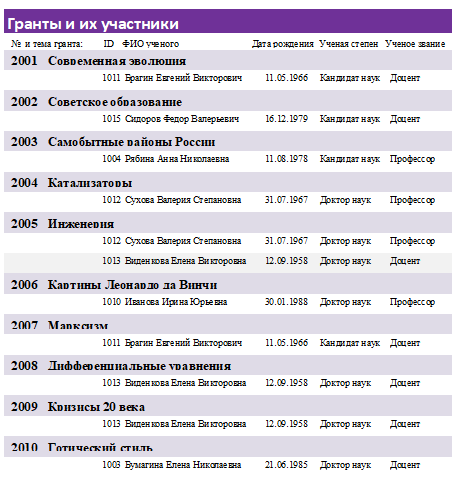 Гранты и их участники
№ и тема гранта: ID ФИО ученого Дата рождения Ученая степен Ученое звание
2001 Современная эволюция
1011 Брагин Евгений Викторович 11.05.1966 Кандидат наук Доцент
2002 Советское образование
1015 Сидоров Федор Валерьевич 16.12.1979 Кандидат наук Доцент
2003 Самобытные районы России
1004 Рябина Анна Николаевна 11.08.1978 Кандидат наук Профессор
2004 Катализаторы
1012 Сухова Валерия Степановна 31.07.1967 Доктор наук Профессор
2005 Инженерия
1012 Сухова Валерия Степановна 31.07.1967 Доктор наук Профессор
1013 Виденкова Елена Викторовна 12.09.1958 Доктор наук Доцент
2006 Картины Леонардо да Винчи
1010 Иванова Ирина Юрьевна 30.01.1988 Доктор наук Профессор
2007 Марксизм
1011 Брагин Евгений Викторович 11.05.1966 Кандидат наук Доцент
2008 Дифференциальные уравнения
1013 Виденкова Елена Викторовна 12.09.1958 Доктор наук Доцент
2009 Кризисы 20 века
1013 Виденкова Елена Викторовна 12.09.1958 Доктор наук Доцент
2010 Готический стиль
1003 Бумагина Елена Николаевна 21.06.1985 Доктор наук Доцент